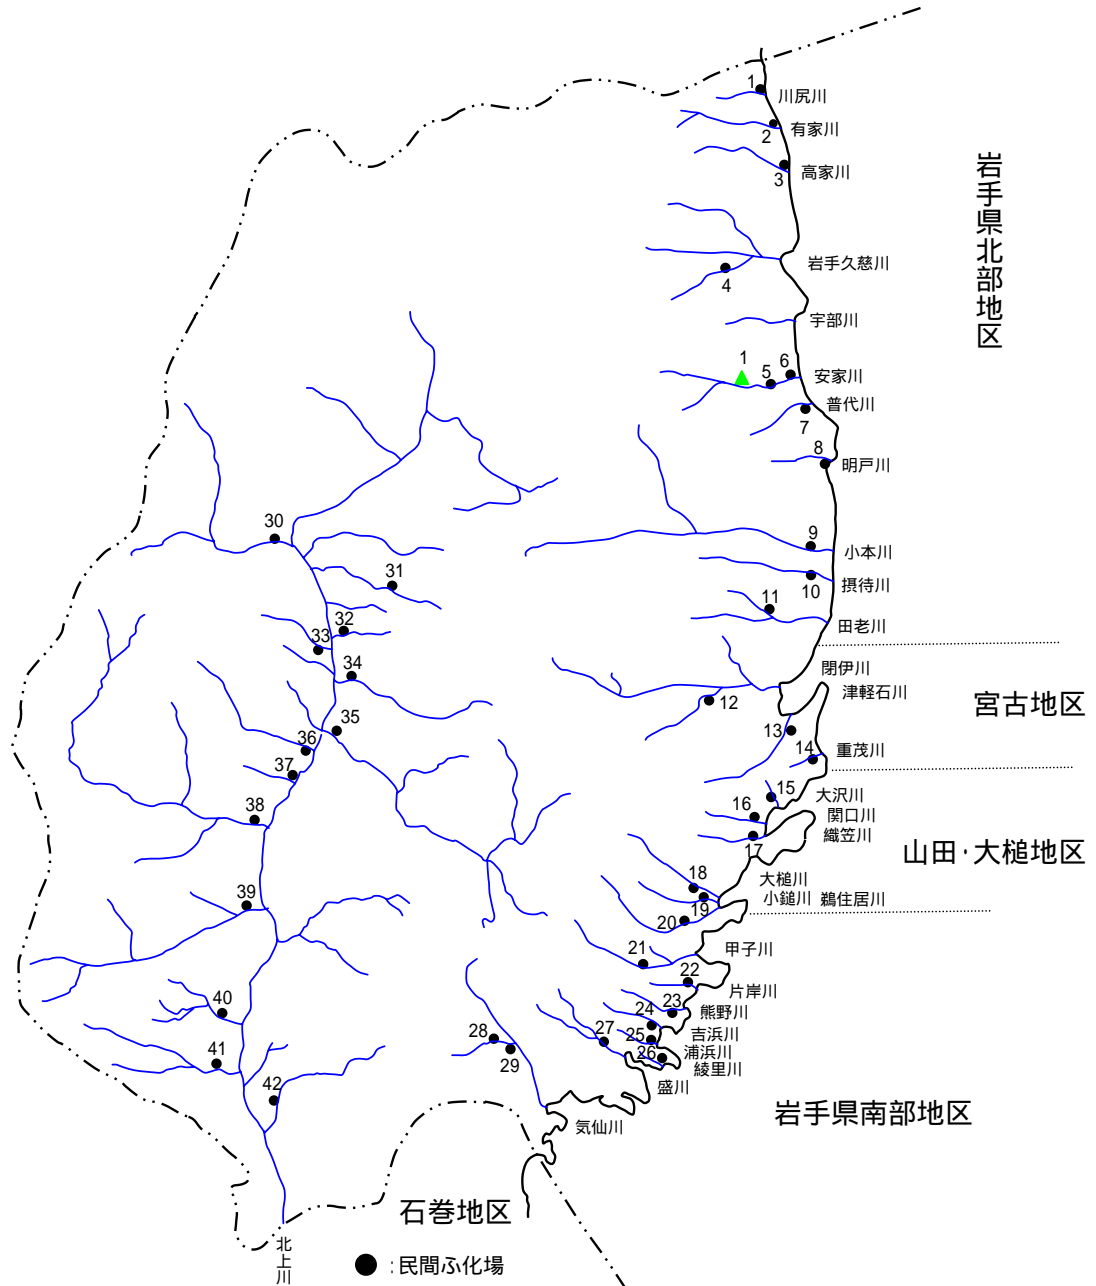 1
川尻川
2
有家川
3
高家川
岩手県北部地区
岩手久慈川
4
宇部川
1
5
6
安家川
普代川
7
8
明戸川
9
小本川
10
摂待川
11
田老川
30
31
32
33
34
35
36
37
38
39
40
41
42
閉伊川
12
津軽石川
13
宮古地区
14
重茂川
15
大沢川
16
関口川
17
織笠川
山田・大槌地区
18
大槌川
19
小鎚川
鵜住居川
20
21
甲子川
22
片岸川
23
熊野川
24
吉浜川
25
浦浜川
26
綾里川
27
盛川
28
29
気仙川
岩手県南部地区
石巻地区
北上川
●:民間ふ化場